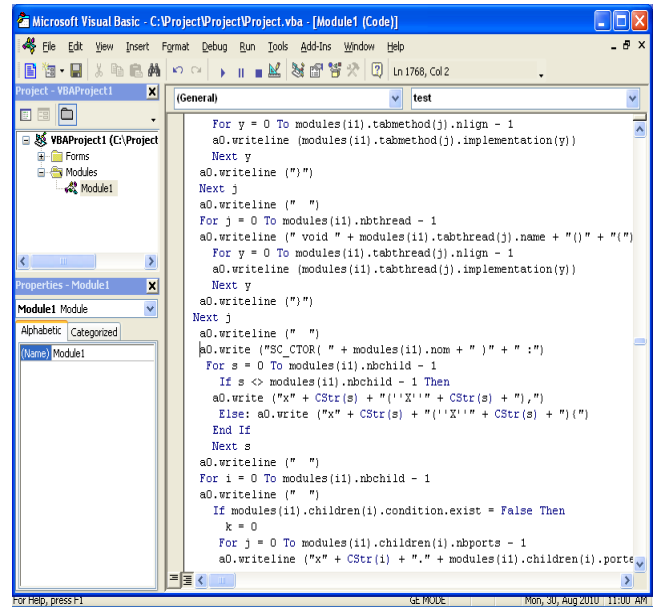 Microsoft Visual Basic - C:\Project\Project\Project.vba - [Module1 (Code)]
File Edit View Insert Format Debug Run Tools Add-Ins Window Help
Ln 1768, Col 2
Project - VBAProject1
(General) test
VBAProject1 (C:\Project
Forms
Modules
Module1
Properties - Module1
Module1 Module
Alphabetic Categorized
(Name) Module1
For y = 0 To modules(i1).tabmethod(j).nlign - 1
a0.writeline (modules(i1).tabmethod(j).implementation(y))
Next y
a0.writeline ("}")
Next j
a0.writeline ("  ")
For j = 0 To modules(i1).nbthread - 1
a0.writeline (" void " + modules(i1).tabthread(j).name + "()" + "{")
For y = 0 To modules(i1).tabthread(j).nlign - 1
a0.writeline (modules(i1).tabthread(j).implementation(y))
Next y
a0.writeline ("}")
Next j
a0.writeline ("  ")
a0.write ("SC_CTOR( " + modules(i1).nom + " )" + " :")
For s = 0 To modules(i1).nbchild - 1
If s <> modules(i1).nbchild - 1 Then
a0.write ("x" + CStr(s) + "(''X''" + CStr(s) + "),")
Else: a0.write ("x" + CStr(s) + "(''X''" + CStr(s) + "){")
End If
Next s
a0.writeline ("  ")
For i = 0 To modules(i1).nbchild - 1
a0.writeline ("  ")
If modules(i1).children(i).condition.exist = False Then
k = 0
For j = 0 To modules(i1).children(i).nbports - 1
a0.writeline ("x" + CStr(i) + "." + modules(i1).children(i).porte
For Help, press F1 GE MODE Mon, 30, Aug 2010 11:00 AM